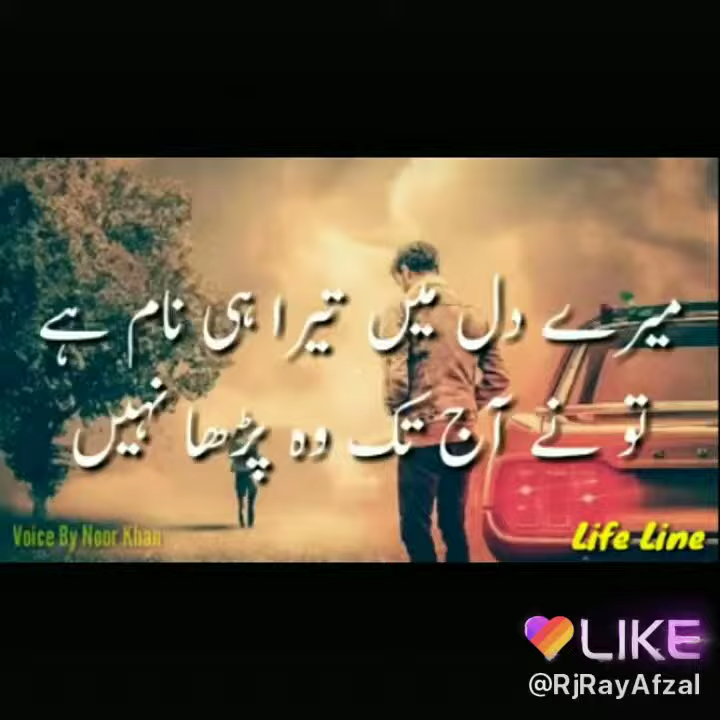 میرے دل میں تیرا ہی نام ہے
تو نے آج تک وہ پڑھا نہیں
Voice By Noor Khan
Life Line
LIKE
@RjRayAfzal